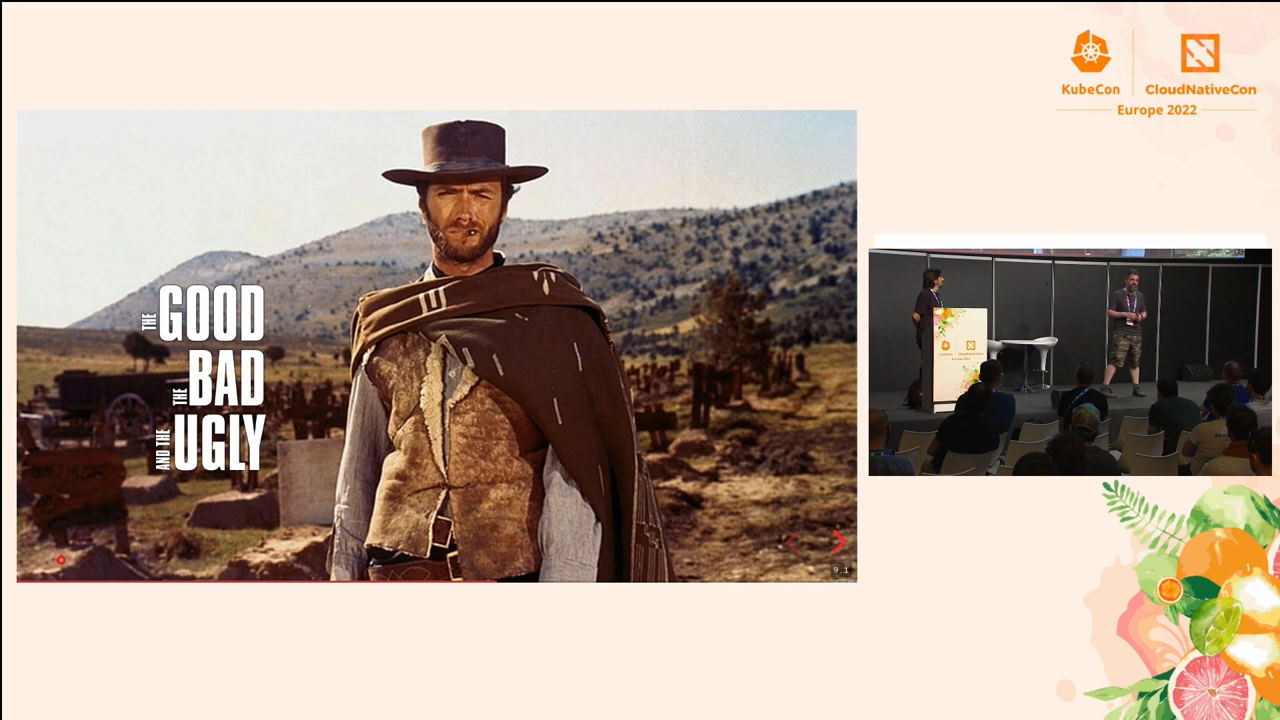 KubeCon
CloudNativeCon
Europe 2022
THE GOOD
THE BAD
AND THE UGLY
9.1